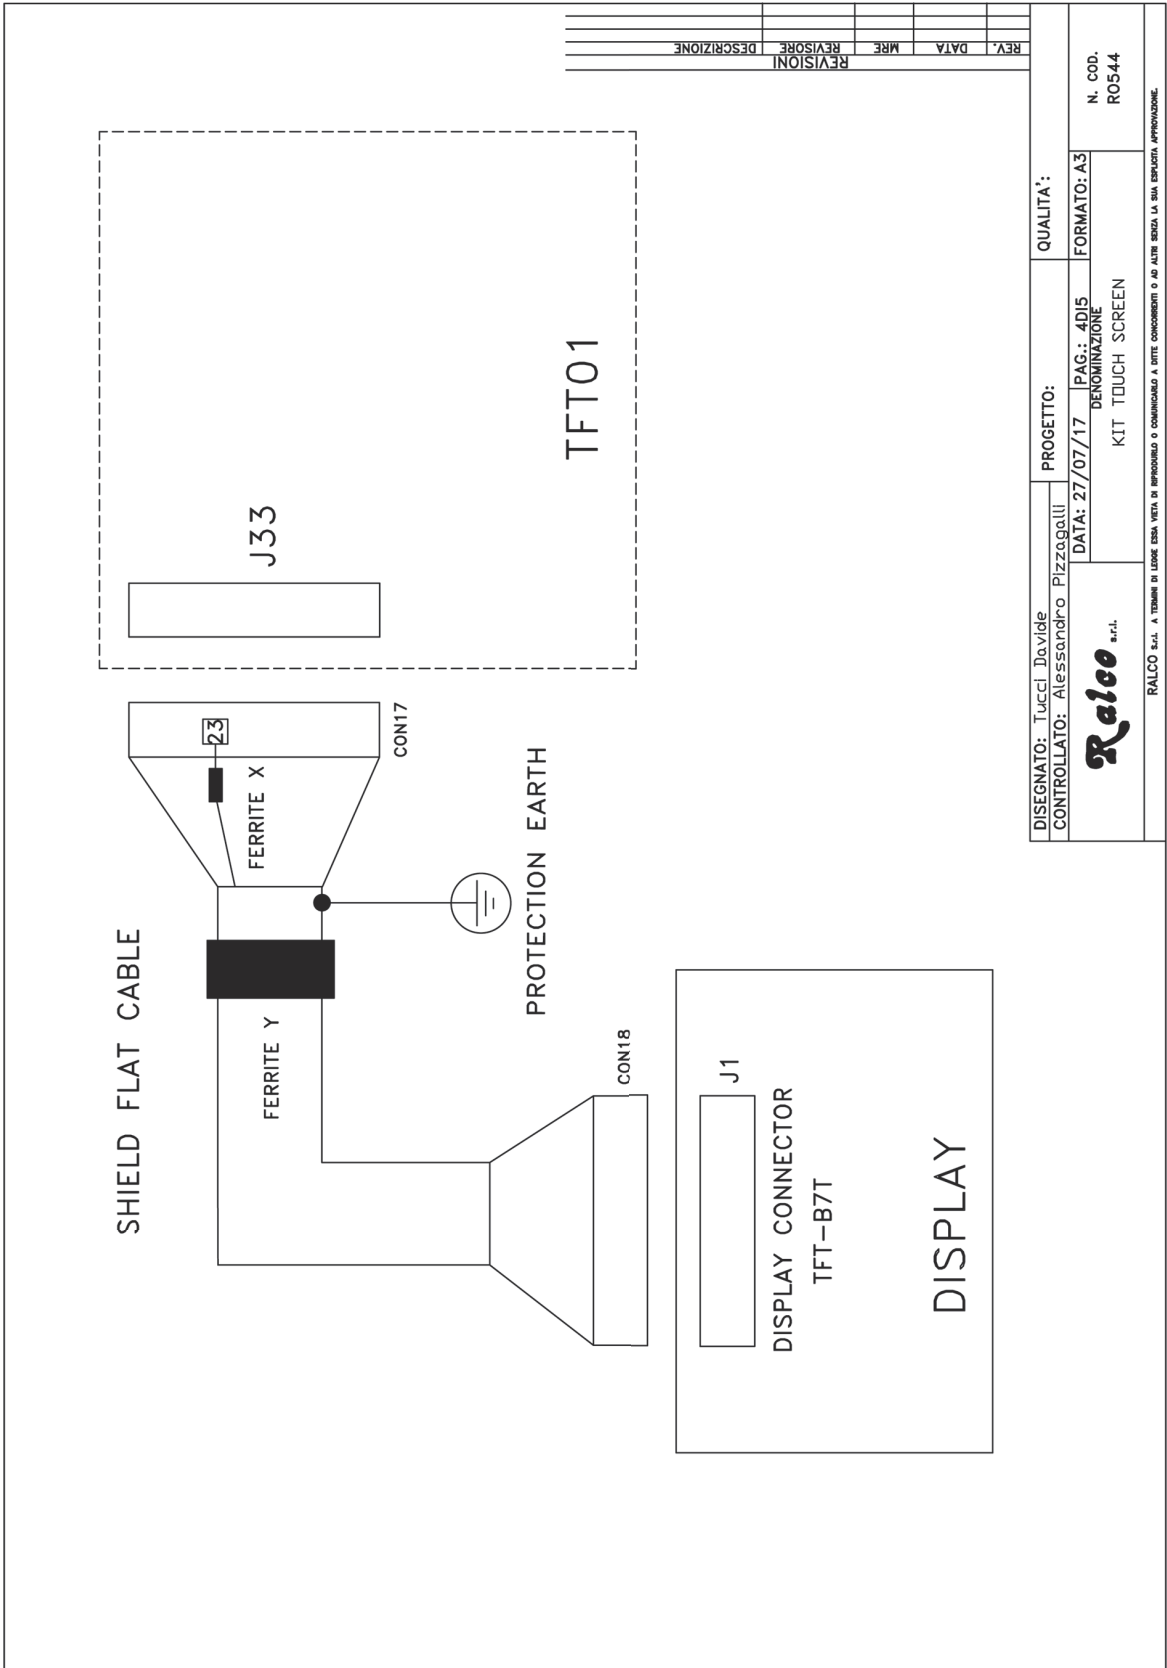 SHIELD FLAT CABLE
FERRITE Y
FERRITE X
23
CON17
J33
TFT01
PROTECTION EARTH
CON18
J1
DISPLAY CONNECTOR
TFT-B7T
DISPLAY
REV. DATA MRE REVISORE DESCRIZIONE
REVISIONI
DISEGNATO: Tucci Davide
PROGETTO:
QUALITA':
CONTROLLATO: Alessandro Pizzagalli
DATA: 27/07/17
PAG.: 4DI5
FORMATO: A3
Ralco s.r.l.
DENOMINAZIONE
KIT TOUCH SCREEN
N. COD.
R0544
RALCO s.r.l. A TERMINI DI LEGGE ESSA VIETA DI RIPRODURLO O COMUNICARLO A DITTE CONCORRENTI O AD ALTRI SENZA LA SUA ESPLICITA APPROVAZIONE.